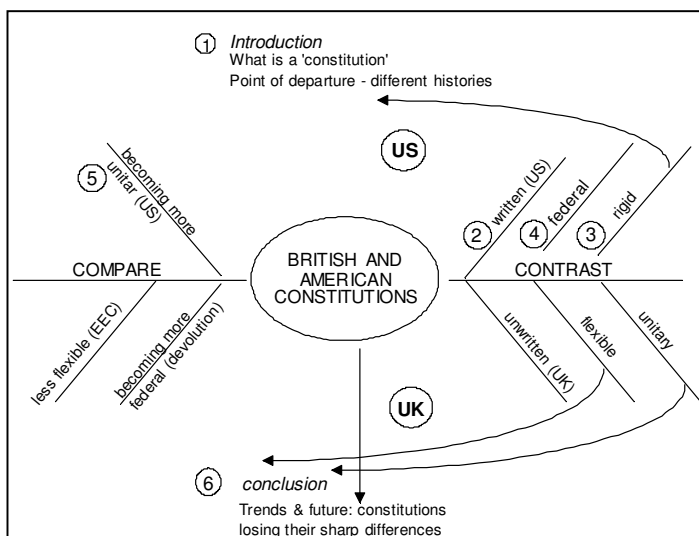 1 Introduction
What is a 'constitution'
Point of departure - different histories
US
5 becoming more
unitar (US)
2 written (US)
4 federal
3 rigid
COMPARE
BRITISH AND
AMERICAN
CONSTITUTIONS
CONTRAST
less flexible (EEC)
becoming more
federal (devolution)
unwritten (UK)
flexible
unitary
UK
6 conclusion
Trends & future: constitutions
losing their sharp differences